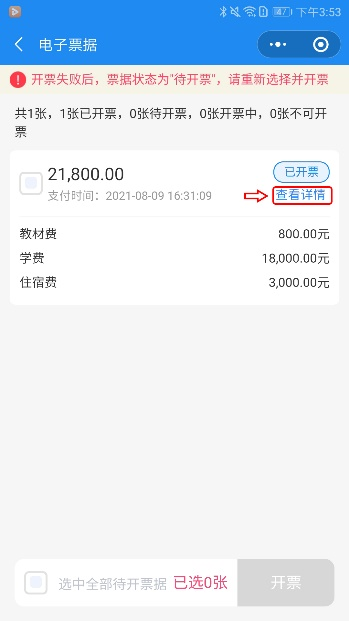 47 下午3:53
电子票据
开票失败后，票据状态为"待开票"，请重新选择并开票
共1张，1张已开票，0张待开票，0张开票中，0张不可开
票
21,800.00 已开票
支付时间：2021-08-09 16:31:09 查看详情
教材费 800.00元
学费 18,000.00元
住宿费 3,000.00元
选中全部待开票据 已选0张 开票